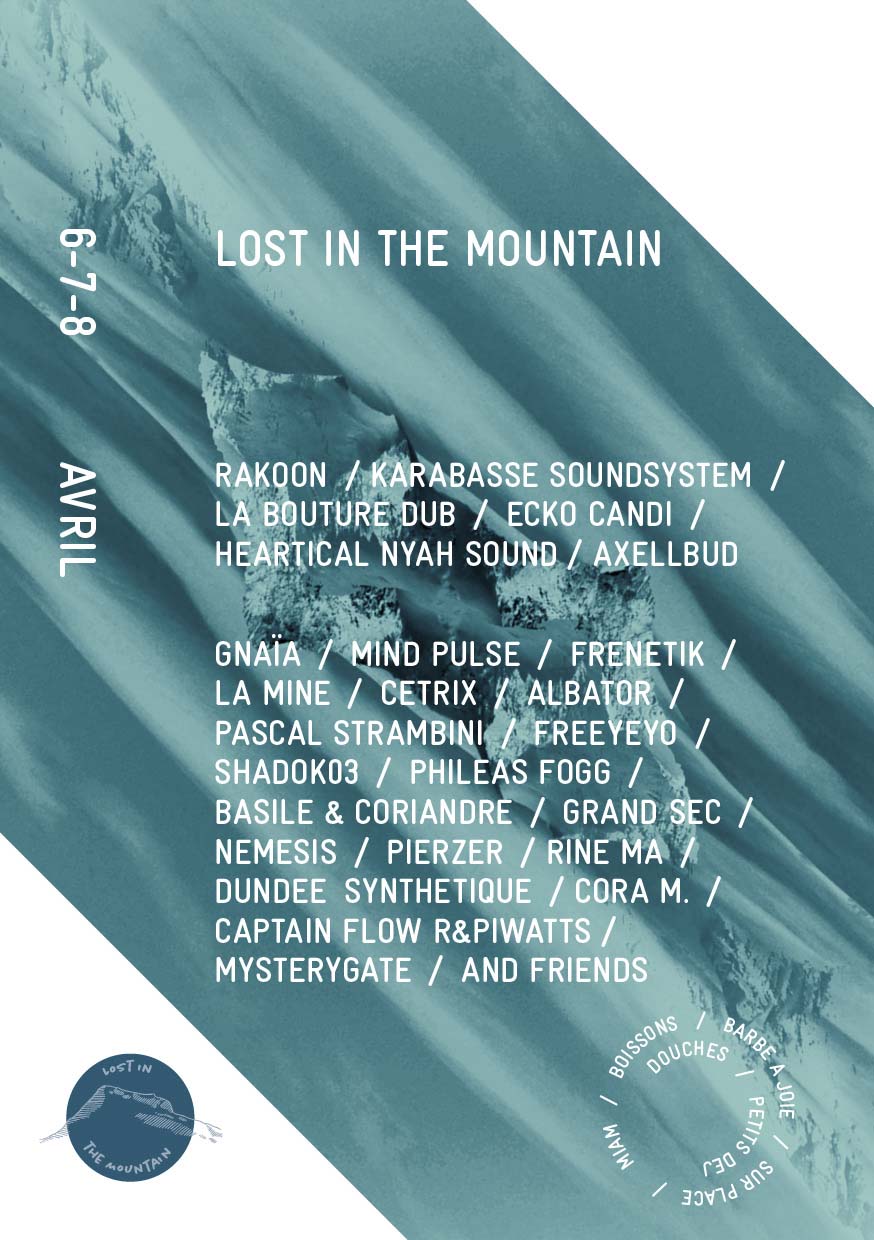 LOST IN THE MOUNTAIN
6-7-8 AVRIL
RAKOON / KARABASSE SOUNDSYSTEM /
LA BOUTURE DUB / ECKO CANDI /
HEARTICAL NYAH SOUND / AXELLBUD
GNAÏA / MIND PULSE / FRENETIK /
LA MINE / CETRIX / ALBATOR /
PASCAL STRAMBINI / FREEYEYO /
SHADOK03 / PHILEAS FOGG /
BASILE & CORIANDRE / GRAND SEC /
NEMESIS / PIERZER / RINE MA /
DUNDEE SYNTHETIQUE / CORA M. /
CAPTAIN FLOW R&PIWATTS /
MYSTERYGATE / AND FRIENDS
MIAM / BOISSONS / BARBE A JOIE / SUR PLACE /
DOUCHES / PETITS DEJ
LOST IN
THE MOUNTAIN